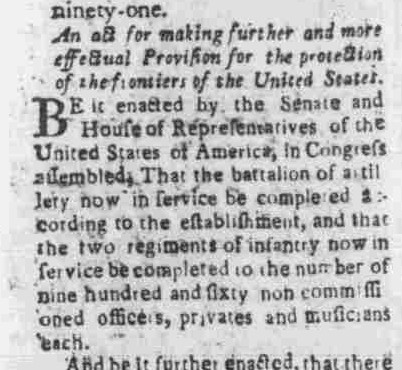 ninety-one.
An act for making further and more
effectual Provision for the protection
of the frontiers of the United States.
BE it enacted by the Senate and
House of Representatives of the
United States of America, in Congress
assembled, That the battalion of artil
lery now in service be completed ac-
cording to the establishment, and that
the two regiments of infantry now in
service be completed to the number of
nine hundred and sixty non commissi
oned officers, privates and musicians
each.
And be it further enacted, that there